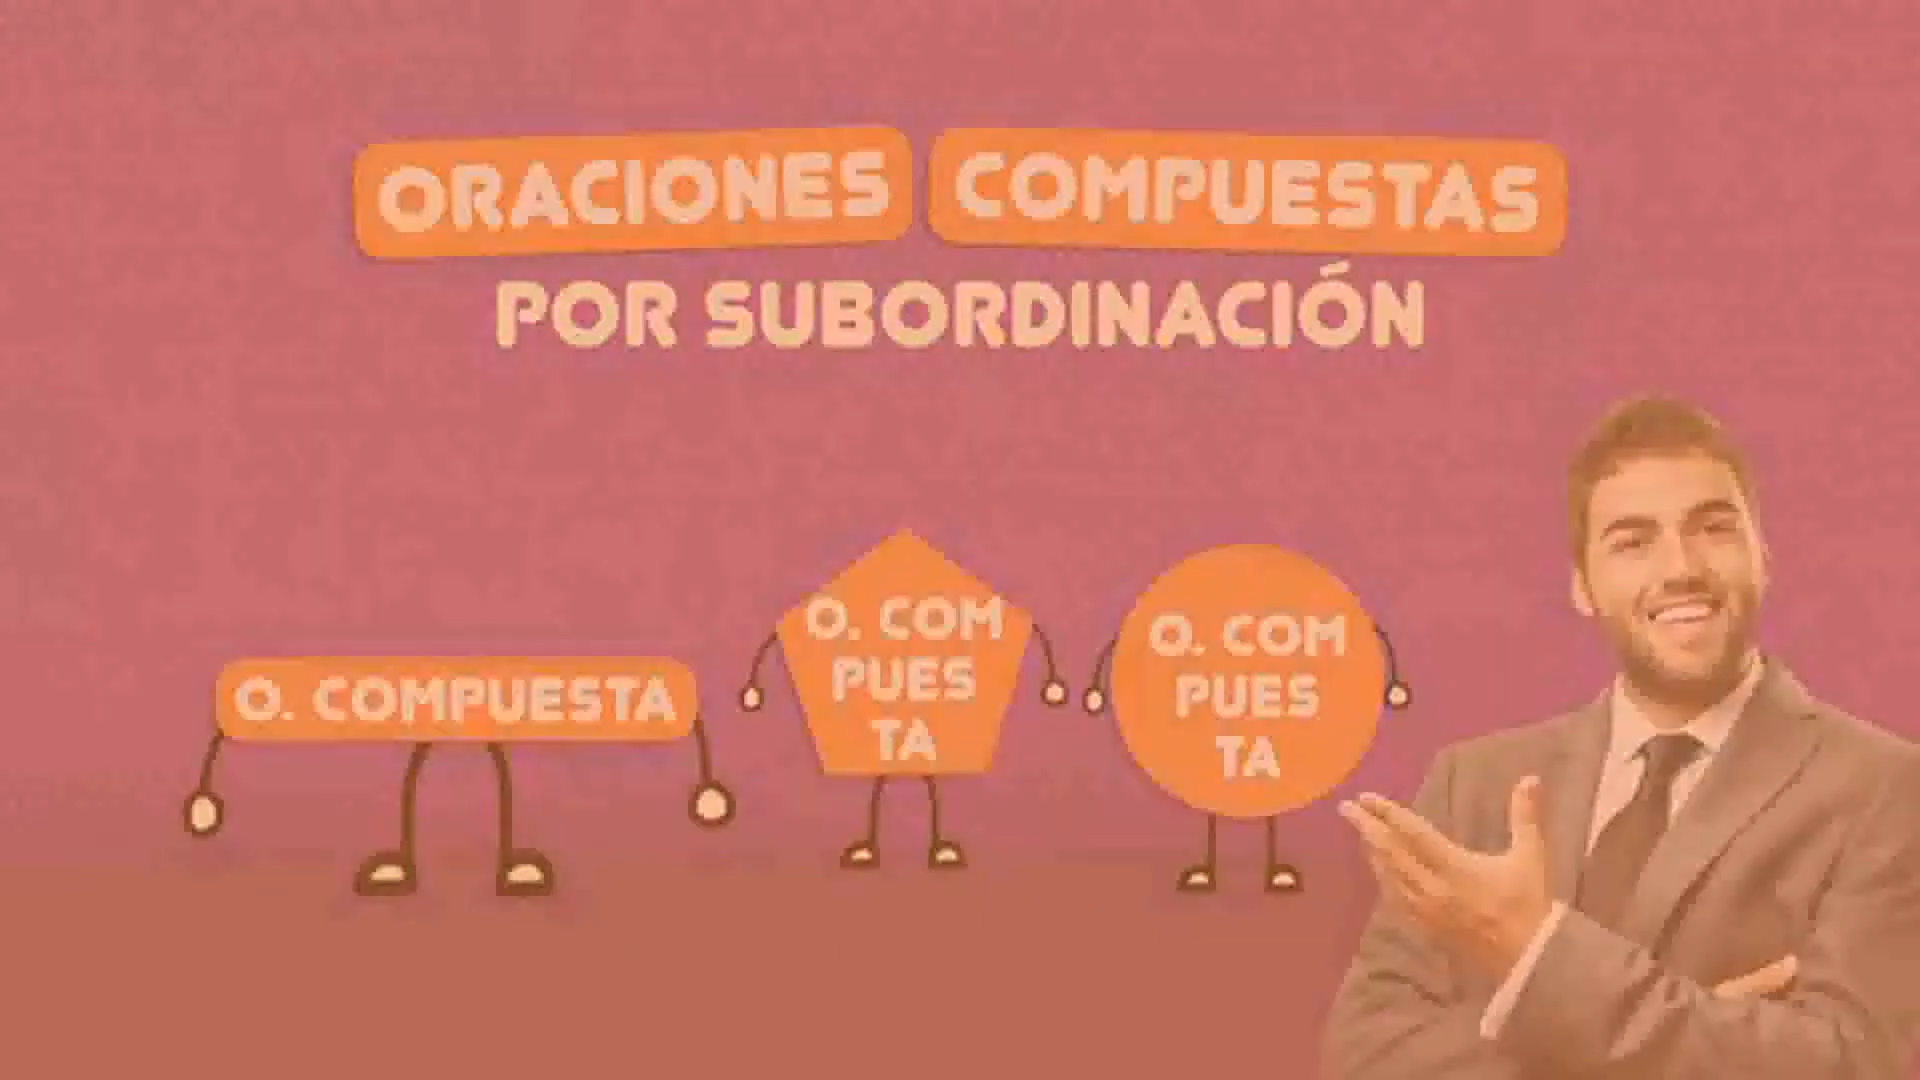 ORACIONES COMPUESTAS
POR SUBORDINACIÓN
O. COMPUESTA
O. COM
PUES
TA
O. COM
PUES
TA